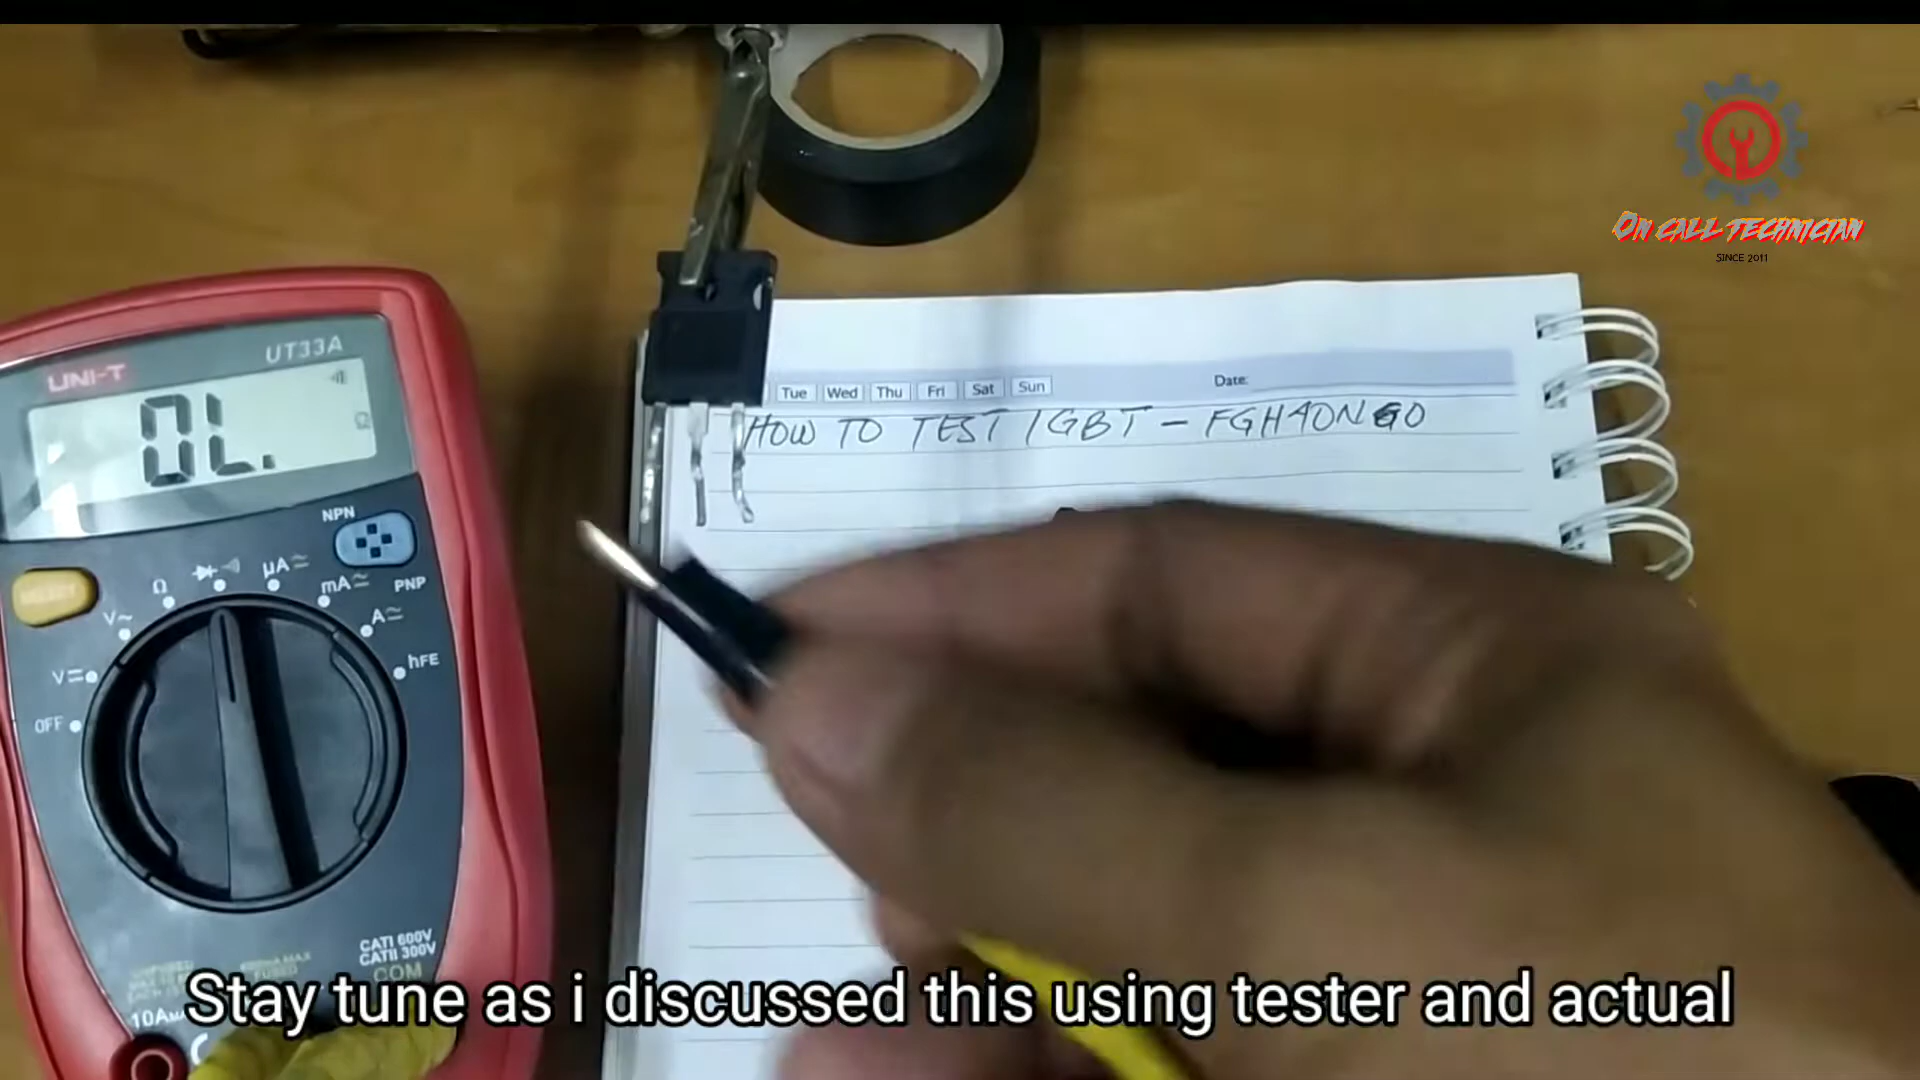 On call technician
SINCE 2011
UNI-T
UT33A
OL.
NPN
PNP
Ω
µA
mA
A
V~
V
OFF
hFE
CATI 600V
CATII 300V
COM
10A
Tue Wed Thu Fri Sat Sun
Date:
HOW TO TEST IGBT - FGH40N60
Stay tune as i discussed this using tester and actual